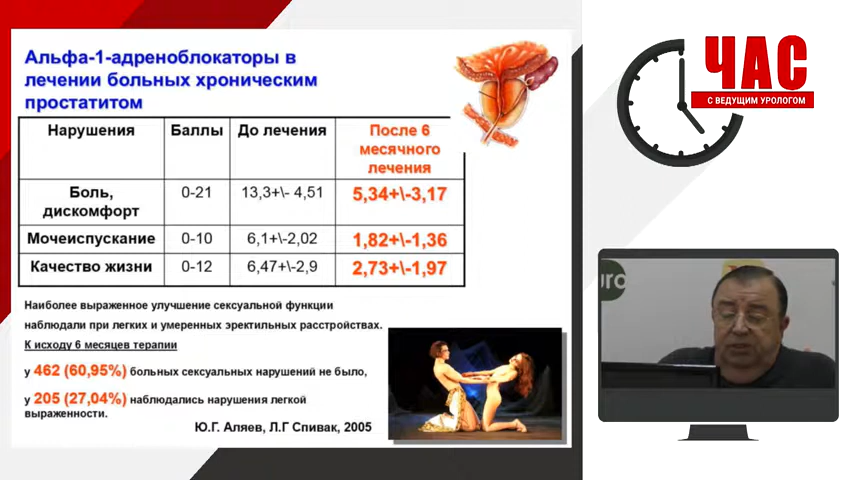 Альфа-1-адреноблокаторы в
лечении больных хроническим
простатитом
Нарушения
Баллы
До лечения
После 6
месячного
лечения
Боль,
дискомфорт
0-21
13,3+\- 4,51
5,34+\-3,17
Мочеиспускание
0-10
6,1+\-2,02
1,82+\-1,36
Качество жизни
0-12
6,47+\-2,9
2,73+\-1,97
Наиболее выраженное улучшение сексуальной функции
наблюдали при легких и умеренных эректильных расстройствах.
К исходу 6 месяцев терапии
у 462 (60,95%) больных сексуальных нарушений не было,
у 205 (27,04%) наблюдались нарушения легкой
выраженности.
Ю.Г. Аляев, Л.Г Спивак, 2005
ЧАС
С ВЕДУЩИМ УРОЛОГОМ
uro